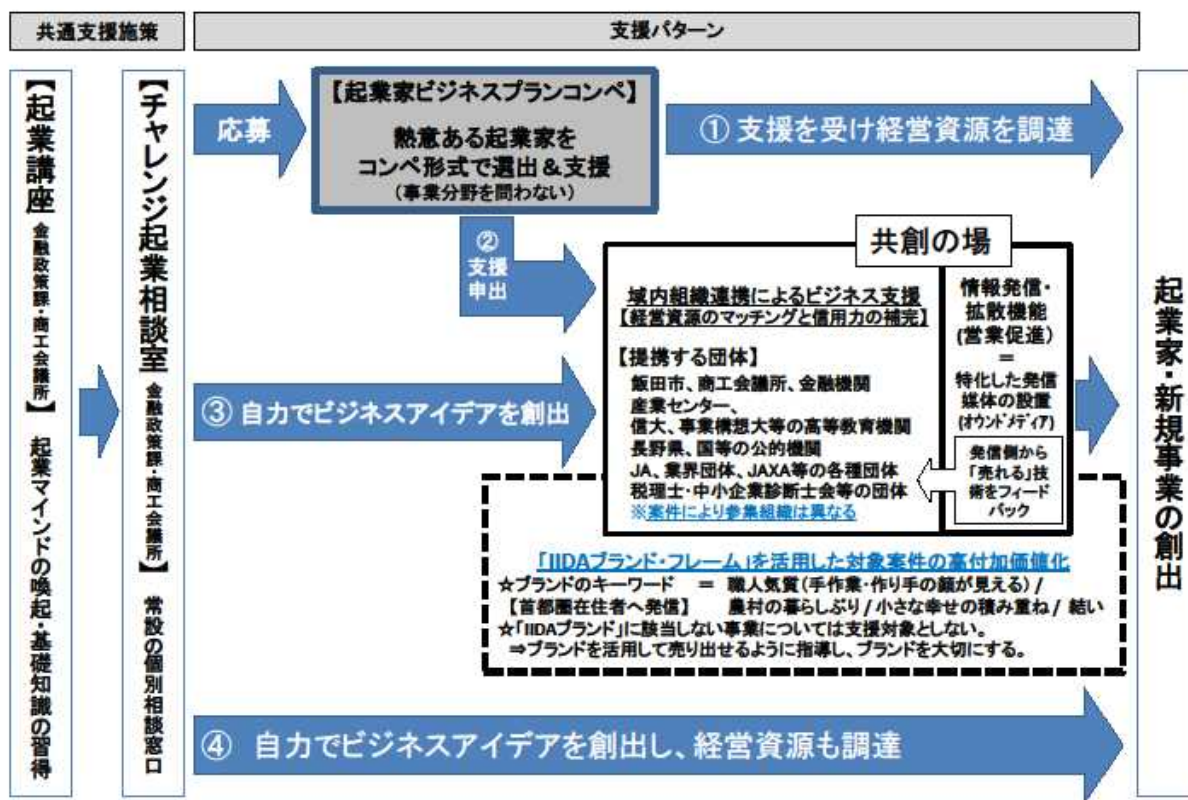 共通支援施策
支援パターン
【起業講座 金融政策課・商工会議所】 起業マインドの喚起・基礎知識の習得
【チャレンジ起業相談室 金融政策課・商工会議所】 常設の個別相談窓口
応募
【起業家ビジネスプランコンペ】
熱意ある起業家を
コンペ形式で選出＆支援
（事業分野を問わない）
① 支援を受け経営資源を調達
②
支援
申出
共創の場
域内組織連携によるビジネス支援
【経営資源のマッチングと信用力の補完】
【提携する団体】
飯田市、商工会議所、金融機関
産業センター、
信大、事業構想大等の高等教育機関
長野県、国等の公的機関
JA、業界団体、JAXA等の各種団体
税理士・中小企業診断士会等の団体
※案件により参集組織は異なる
情報発信・
拡散機能
(営業促進)
＝
特化した発信
媒体の設置
(オウンドメディア)
発信側から
「売れる」技
術をフィード
バック
③ 自力でビジネスアイデアを創出
「IIDAブランド・フレーム」を活用した対象案件の高付加価値化
☆ブランドのキーワード ＝ 職人気質（手作業・作り手の顔が見える）/
【首都圏在住者へ発信】 農村の暮らしぶり / 小さな幸せの積み重ね / 結い
☆「IIDAブランド」に該当しない事業については支援対象としない。
⇒ブランドを活用して売り出せるように指導し、ブランドを大切にする。
④ 自力でビジネスアイデアを創出し、経営資源も調達
起業家・新規事業の創出